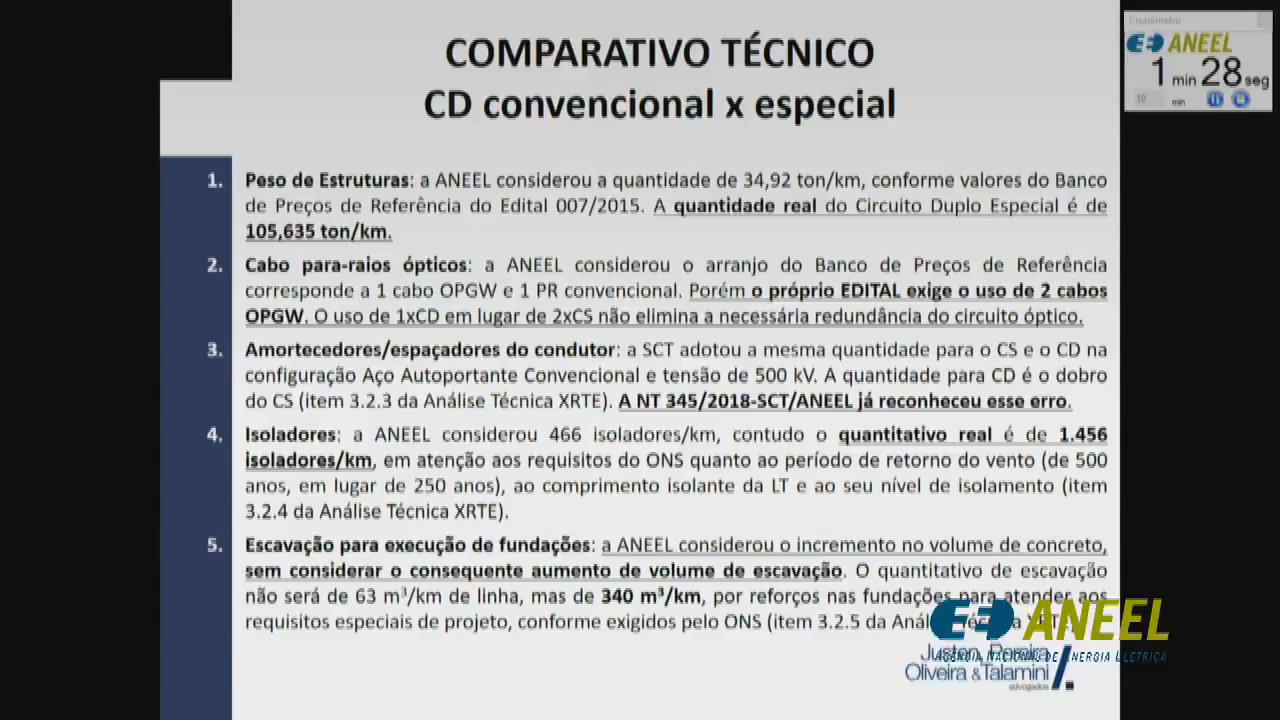 COMPARATIVO TÉCNICO
CD convencional x especial
Cronômetro
ANEEL
1 min 28 seg
10 min
1. Peso de Estruturas: a ANEEL considerou a quantidade de 34,92 ton/km, conforme valores do Banco
de Preços de Referência do Edital 007/2015. A quantidade real do Circuito Duplo Especial é de
105,635 ton/km.
2. Cabo para-raios ópticos: a ANEEL considerou o arranjo do Banco de Preços de Referência
corresponde a 1 cabo OPGW e 1 PR convencional. Porém o próprio EDITAL exige o uso de 2 cabos
OPGW. O uso de 1xCD em lugar de 2xCS não elimina a necessária redundância do circuito óptico.
3. Amortecedores/espaçadores do condutor: a SCT adotou a mesma quantidade para o CS e o CD na
configuração Aço Autoportante Convencional e tensão de 500 kV. A quantidade para CD é o dobro
do CS (item 3.2.3 da Análise Técnica XRTE). A NT 345/2018-SCT/ANEEL já reconheceu esse erro.
4. Isoladores: a ANEEL considerou 466 isoladores/km, contudo o quantitativo real é de 1.456
isoladores/km, em atenção aos requisitos do ONS quanto ao período de retorno do vento (de 500
anos, em lugar de 250 anos), ao comprimento isolante da LT e ao seu nível de isolamento (item
3.2.4 da Análise Técnica XRTE).
5. Escavação para execução de fundações: a ANEEL considerou o incremento no volume de concreto,
sem considerar o consequente aumento de volume de escavação. O quantitativo de escavação
não será de 63 m³/km de linha, mas de 340 m³/km, por reforços nas fundações para atender aos
requisitos especiais de projeto, conforme exigidos pelo ONS (item 3.2.5 da
ANEEL
AGÊNCIA NACIONAL DE ENERGIA ELÉTRICA
Justen, Pereira
Oliveira & Talamini
advogados